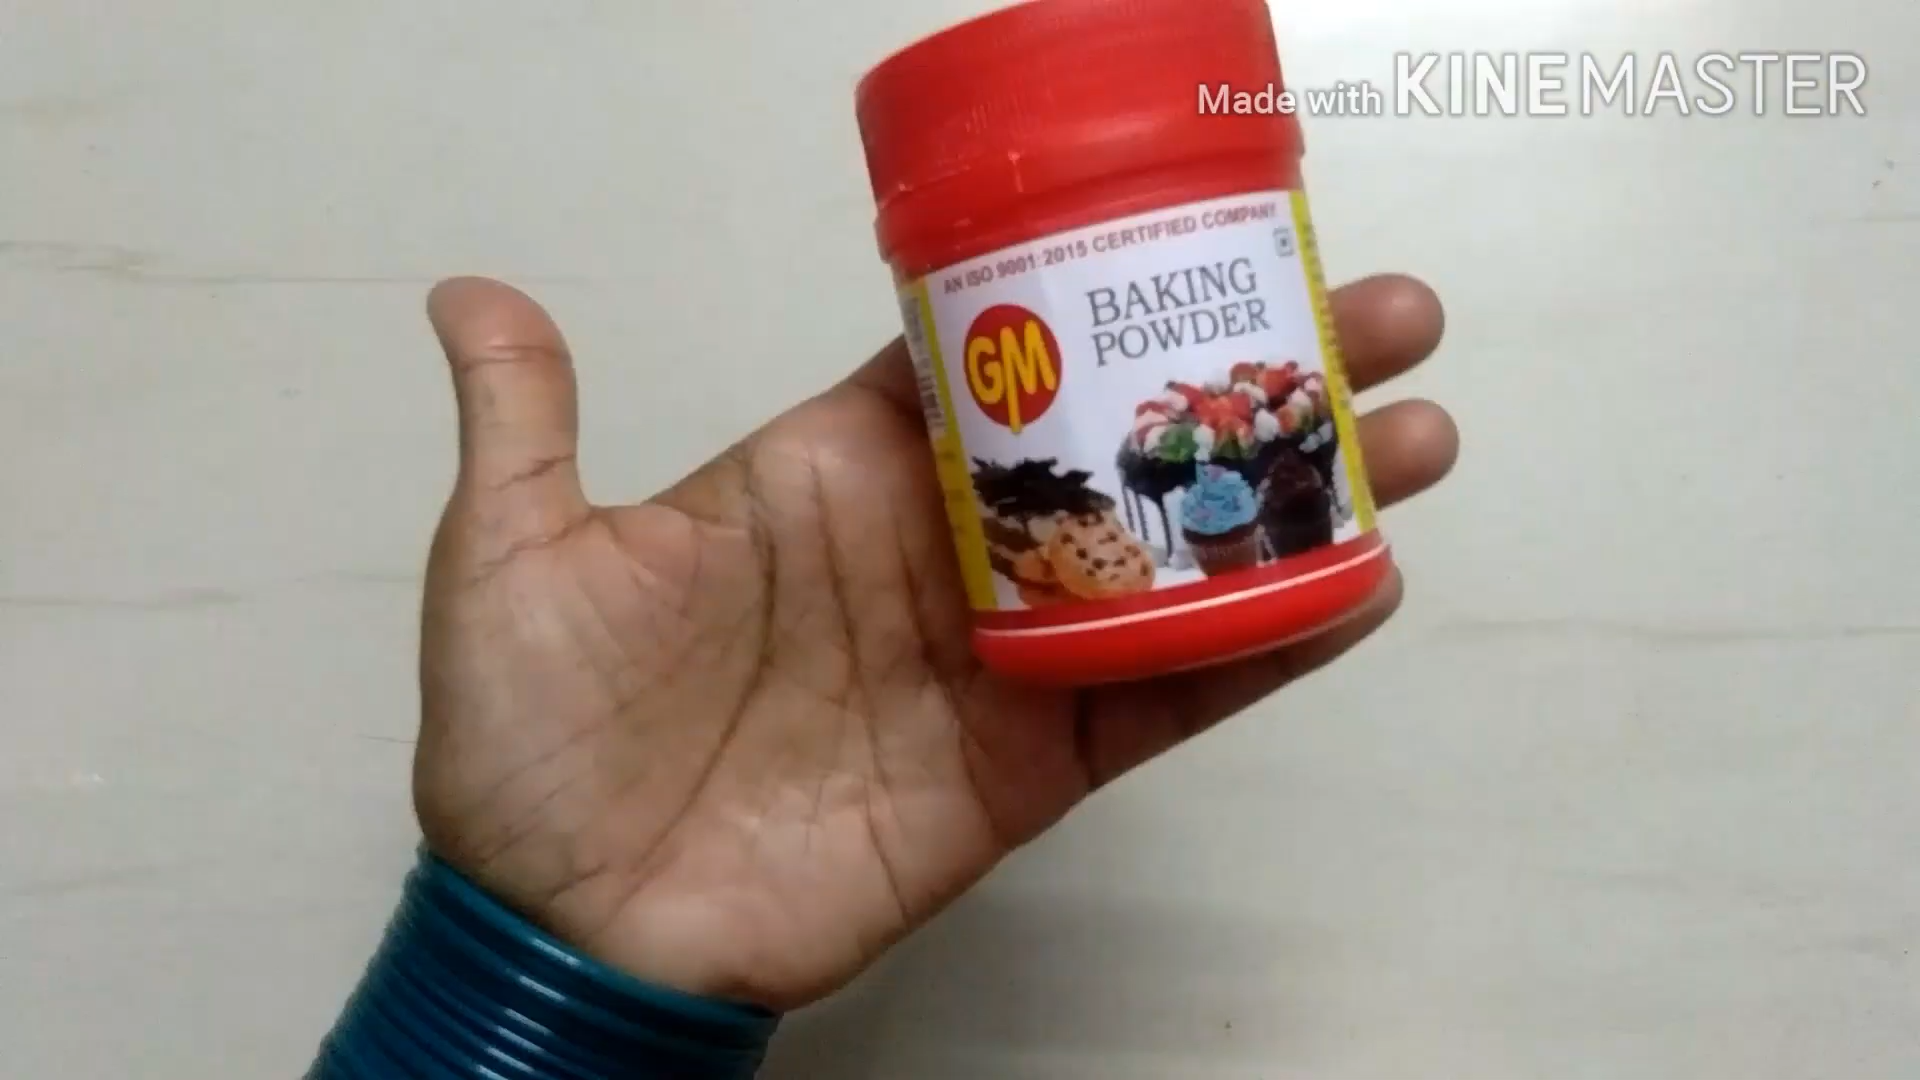 Made with KINEMASTER
AN ISO 9001:2015 CERTIFIED COMPANY
GM
BAKING
POWDER